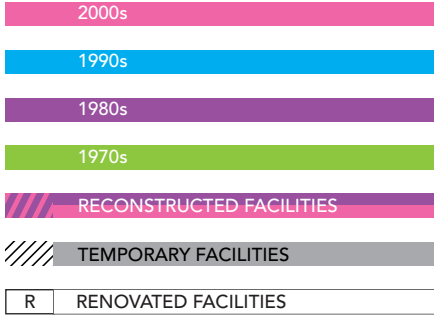 2000s
1990s
1980s
1970s
RECONSTRUCTED FACILITIES
TEMPORARY FACILITIES
R RENOVATED FACILITIES